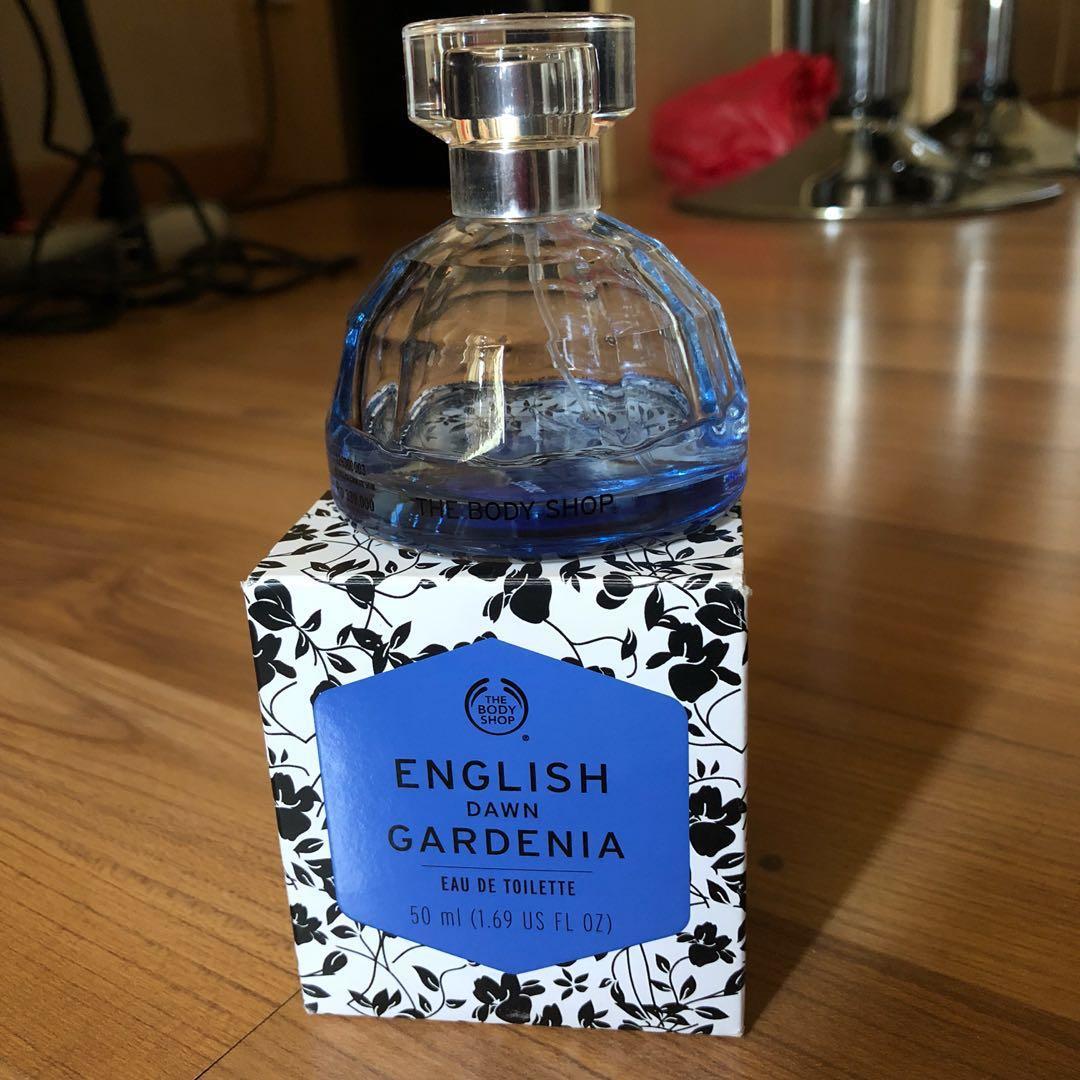 THE BODY SHOP
THE
BODY
SHOP
®
ENGLISH
DAWN
GARDENIA
EAU DE TOILETTE
50 ml (1.69 US FL OZ)